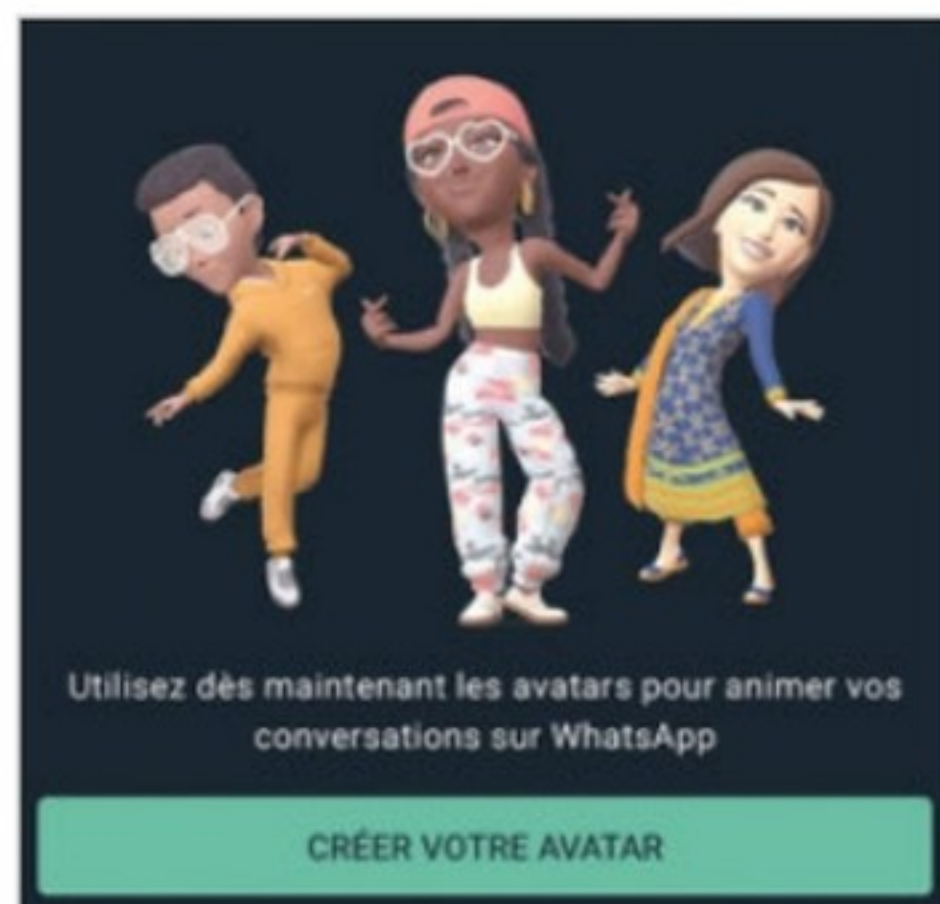 Utilisez dès maintenant les avatars pour animer vos
conversations sur WhatsApp
CRÉER VOTRE AVATAR